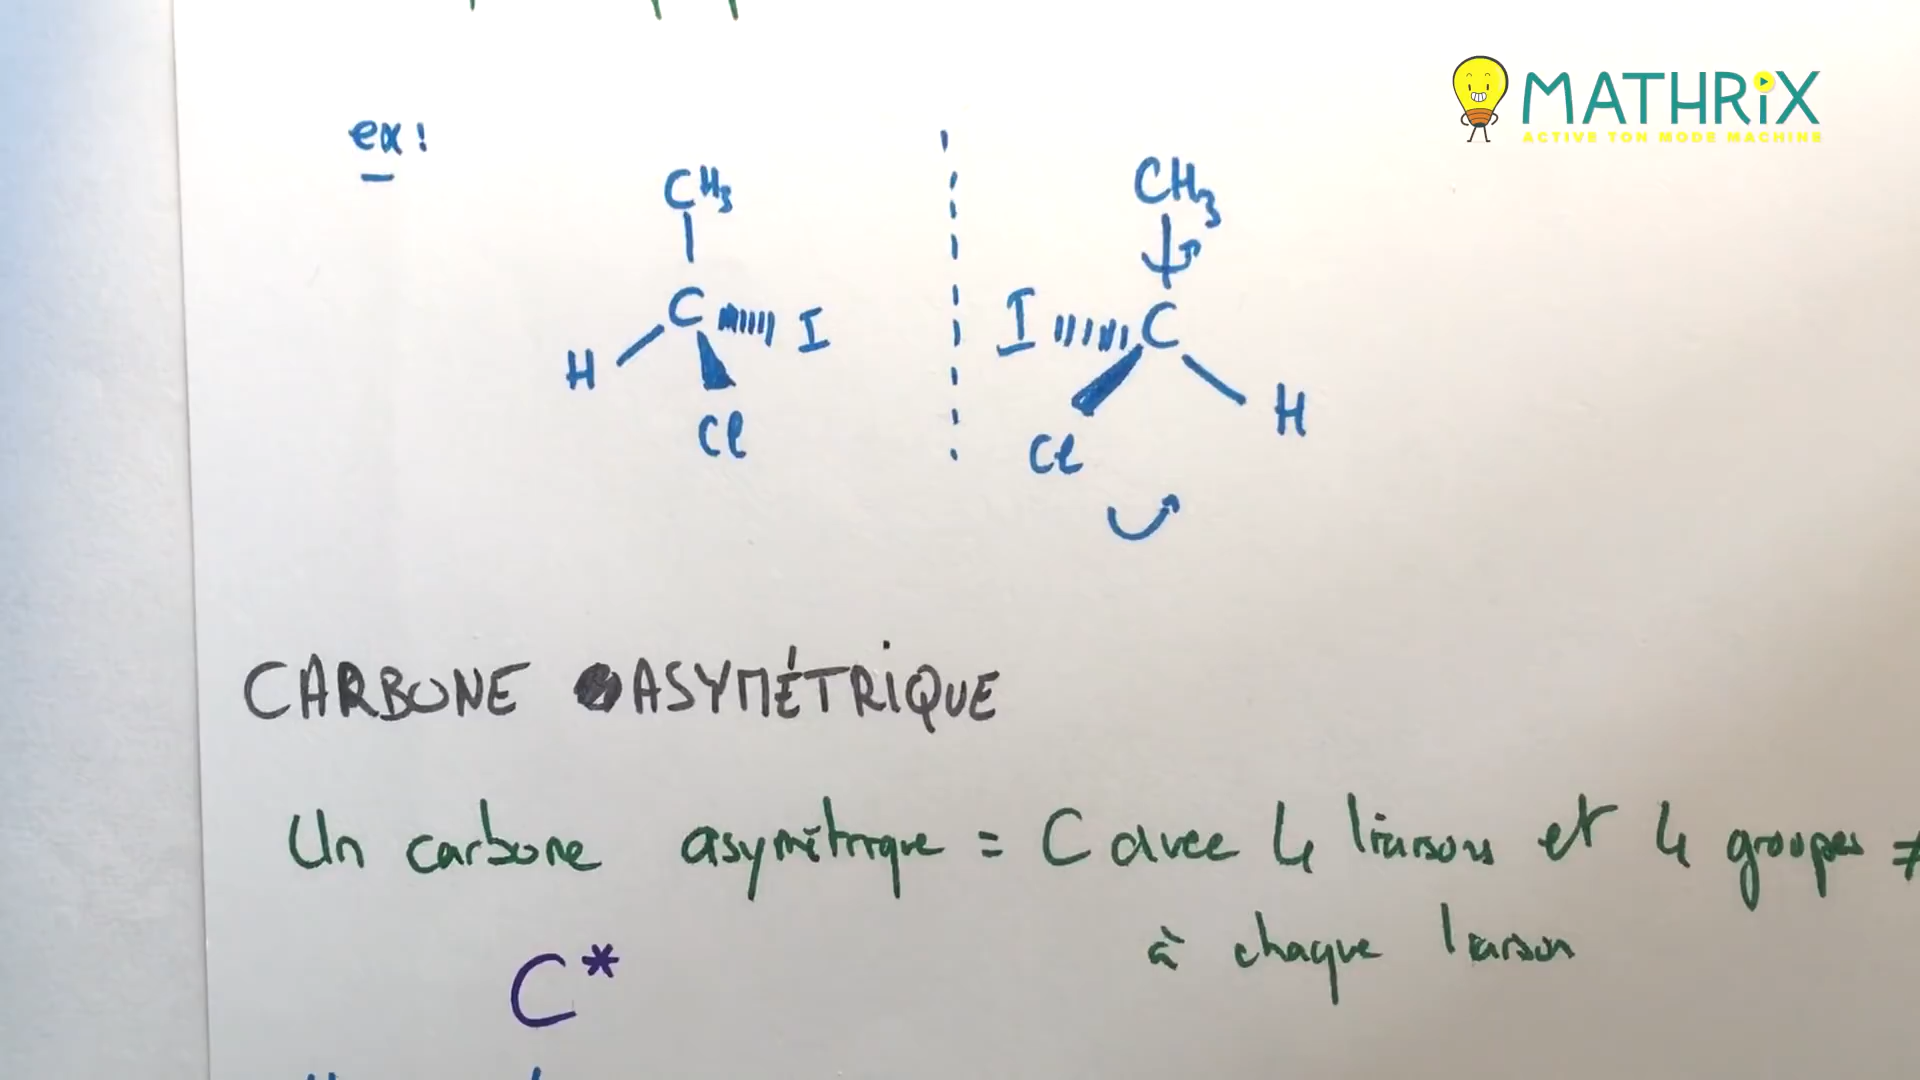 MATHRIX
ACTIVE TON MODE MACHINE
ex:
CH3
CH3
C
I
I
C
H
H
Cl
Cl
CARBONE ASYMÉTRIQUE
Un carbone asymétrique = C avec 4 liaisons et 4 groupes ≠
à chaque liaison
C*